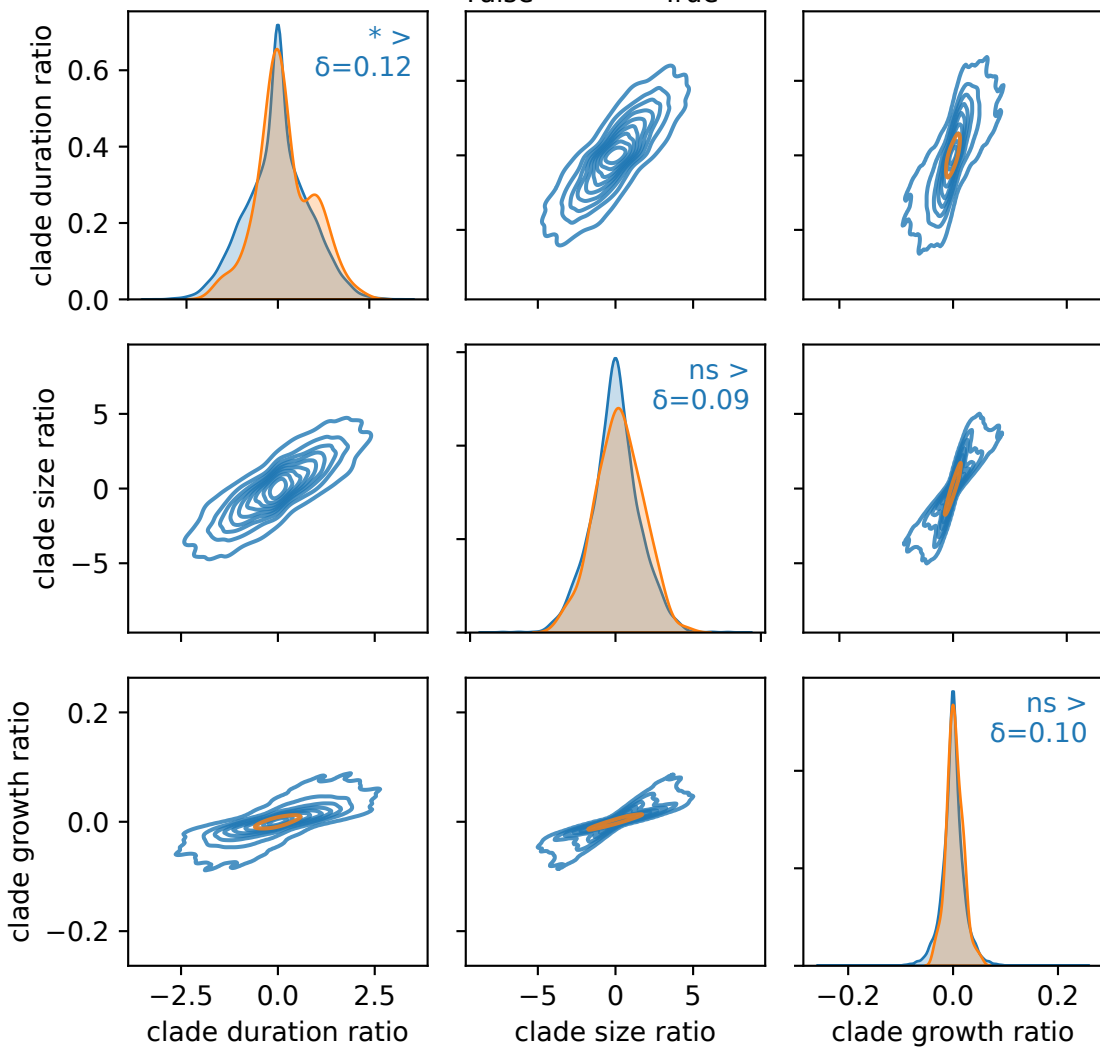 clade duration ratio
0.6
0.4
0.2
0.0
* >
δ=0.12
clade size ratio
5
0
−5
ns >
δ=0.09
clade growth ratio
0.2
0.0
−0.2
ns >
δ=0.10
−2.5 0.0 2.5
clade duration ratio
−5 0 5
clade size ratio
−0.2 0.0 0.2
clade growth ratio